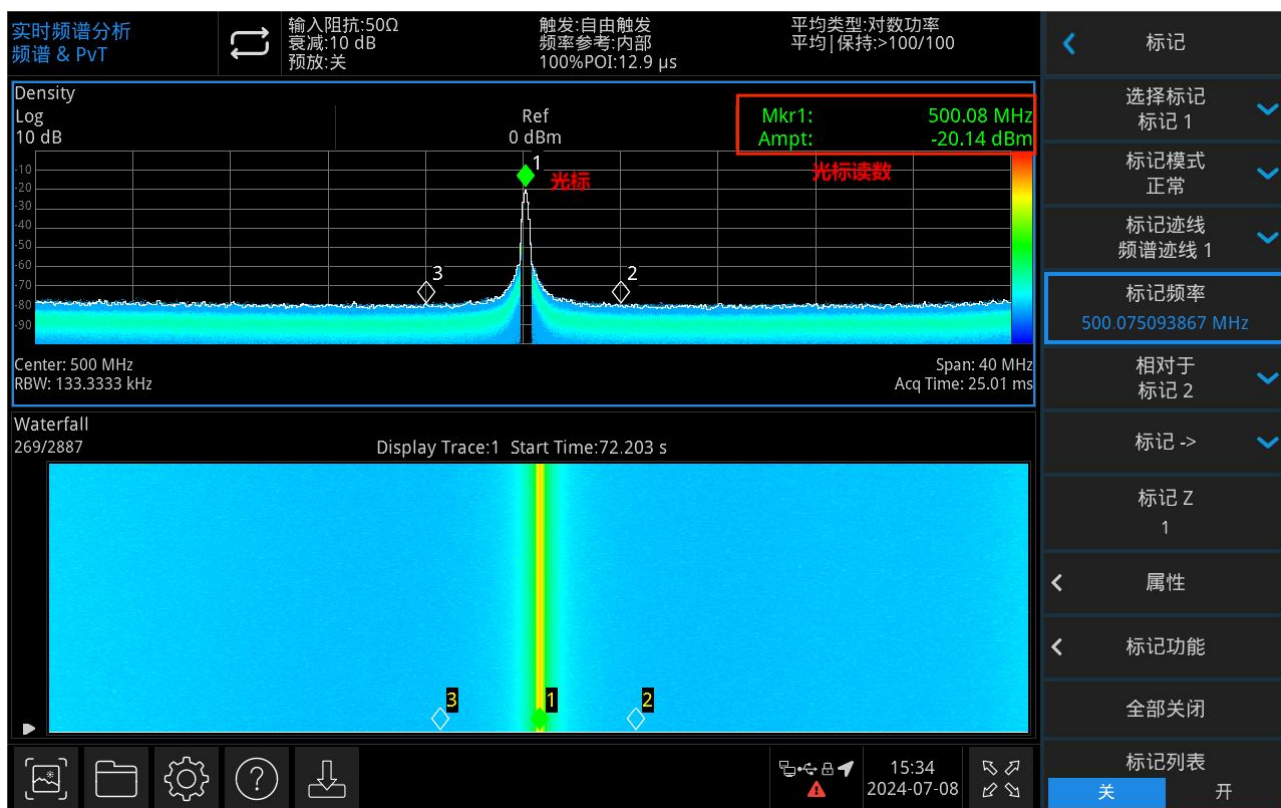 实时频谱分析
频谱 & PvT
输入阻抗:50Ω
衰减:10 dB
预放:关
触发:自由触发
频率参考:内部
100%POI:12.9 μs
平均类型:对数功率
平均|保持:>100/100
标记
Density
Log
10 dB
Ref
0 dBm
Mkr1: 500.08 MHz
Ampt: -20.14 dBm
光标读数
1
光标
-10
-20
-30
-40
-50
-60
-70
-80
-90
3
2
Center: 500 MHz
RBW: 133.3333 kHz
Span: 40 MHz
Acq Time: 25.01 ms
Waterfall
269/2887
Display Trace:1 Start Time:72.203 s
3
1
2
选择标记
标记 1
标记模式
正常
标记迹线
频谱迹线 1
标记频率
500.075093867 MHz
相对于
标记 2
标记 ->
标记 Z
1
属性
标记功能
全部关闭
标记列表
关 开
?
15:34
2024-07-08